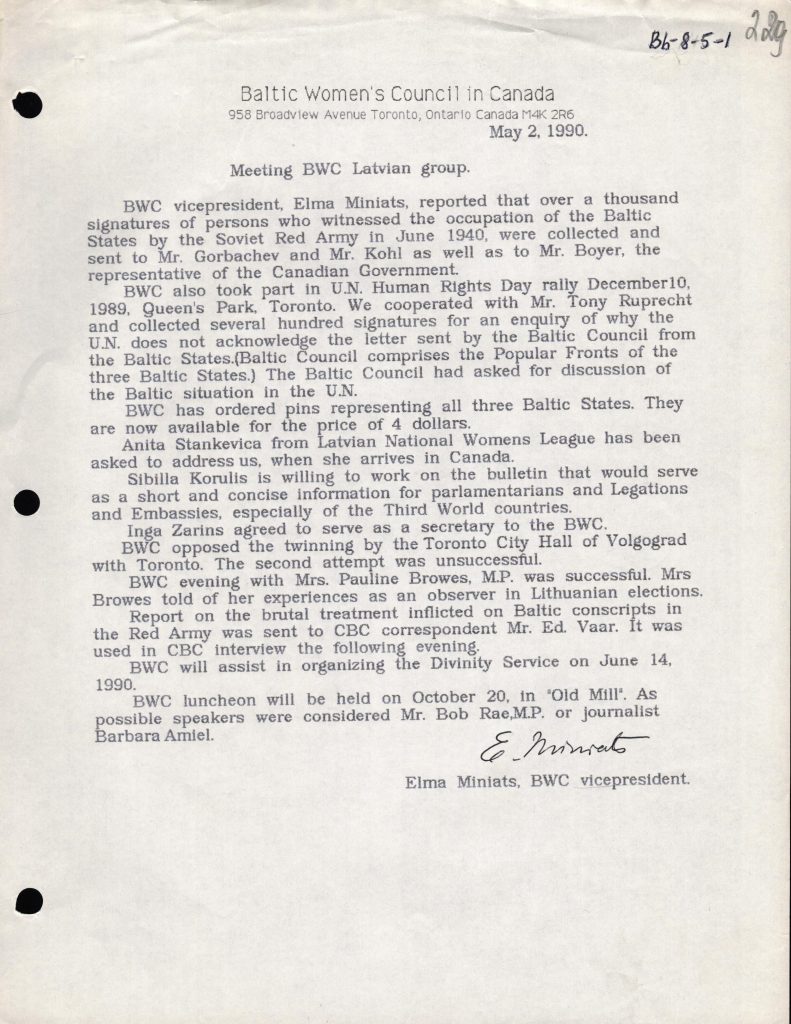 Bb-8-5-1 229
Baltic Women's Council in Canada
958 Broadview Avenue Toronto, Ontario Canada M4K 2R6
May 2, 1990.
Meeting BWC Latvian group.
BWC vicepresident, Elma Miniats, reported that over a thousand
signatures of persons who witnessed the occupation of the Baltic
States by the Soviet Red Army in June 1940, were collected and
sent to Mr. Gorbachev and Mr. Kohl as well as to Mr. Boyer, the
representative of the Canadian Government.
BWC also took part in U.N. Human Rights Day rally December10,
1989, Queen's Park, Toronto. We cooperated with Mr. Tony Ruprecht
and collected several hundred signatures for an enquiry of why the
U.N. does not acknowledge the letter sent by the Baltic Council from
the Baltic States.(Baltic Council comprises the Popular Fronts of the
three Baltic States.) The Baltic Council had asked for discussion of
the Baltic situation in the U.N.
BWC has ordered pins representing all three Baltic States. They
are now available for the price of 4 dollars.
Anita Stankevica from Latvian National Womens League has been
asked to address us, when she arrives in Canada.
Sibilla Korulis is willing to work on the bulletin that would serve
as a short and concise information for parlamentarians and Legations
and Embassies, especially of the Third World countries.
Inga Zarins agreed to serve as a secretary to the BWC.
BWC opposed the twinning by the Toronto City Hall of Volgograd
with Toronto. The second attempt was unsuccessful.
BWC evening with Mrs. Pauline Browes, M.P. was successful. Mrs
Browes told of her experiences as an observer in Lithuanian elections.
Report on the brutal treatment inflicted on Baltic conscripts in
the Red Army was sent to CBC correspondent Mr. Ed. Vaar. It was
used in CBC interview the following evening.
BWC will assist in organizing the Divinity Service on June 14,
1990.
BWC luncheon will be held on October 20, in "Old Mill". As
possible speakers were considered Mr. Bob Rae,M.P. or journalist
Barbara Amiel.
E. Miniats
Elma Miniats, BWC vicepresident.